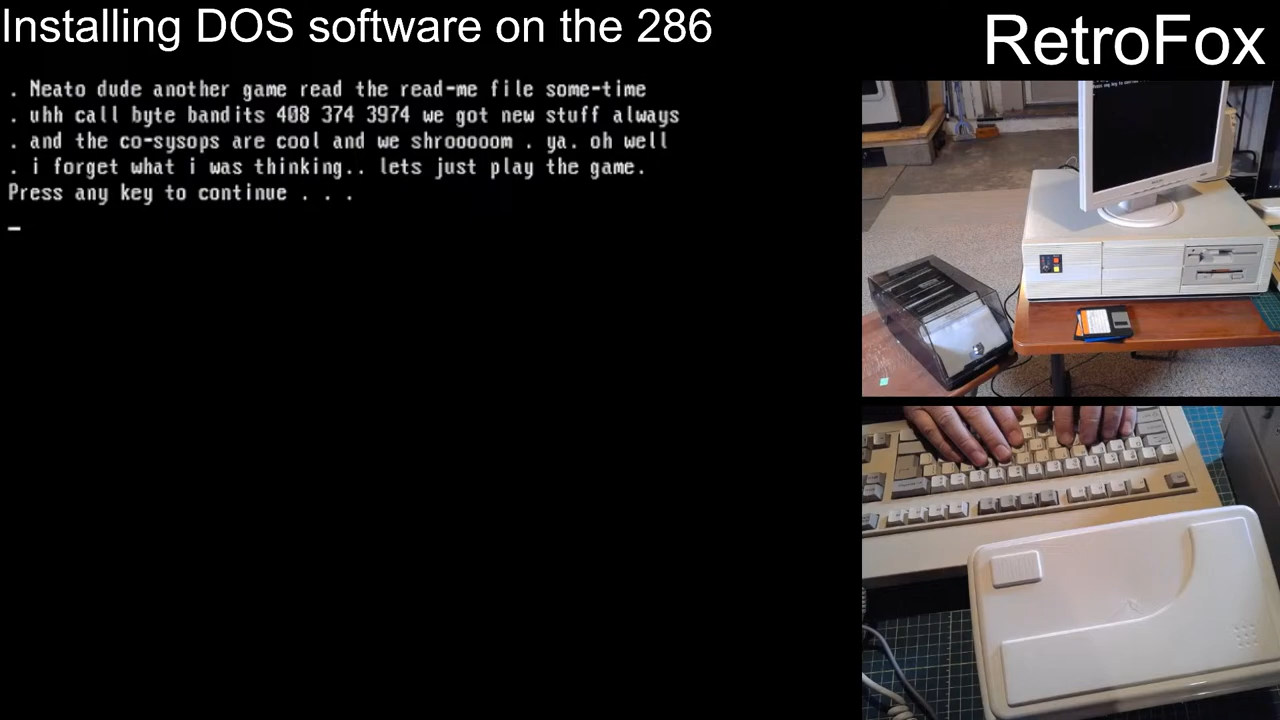 Installing DOS software on the 286
RetroFox
. Neato dude another game read the read-me file some-time
. uhh call byte bandits 408 374 3974 we got new stuff always
. and the co-sysops are cool and we shrooooom . ya. oh well
. i forget what i was thinking.. lets just play the game.
Press any key to continue . . .